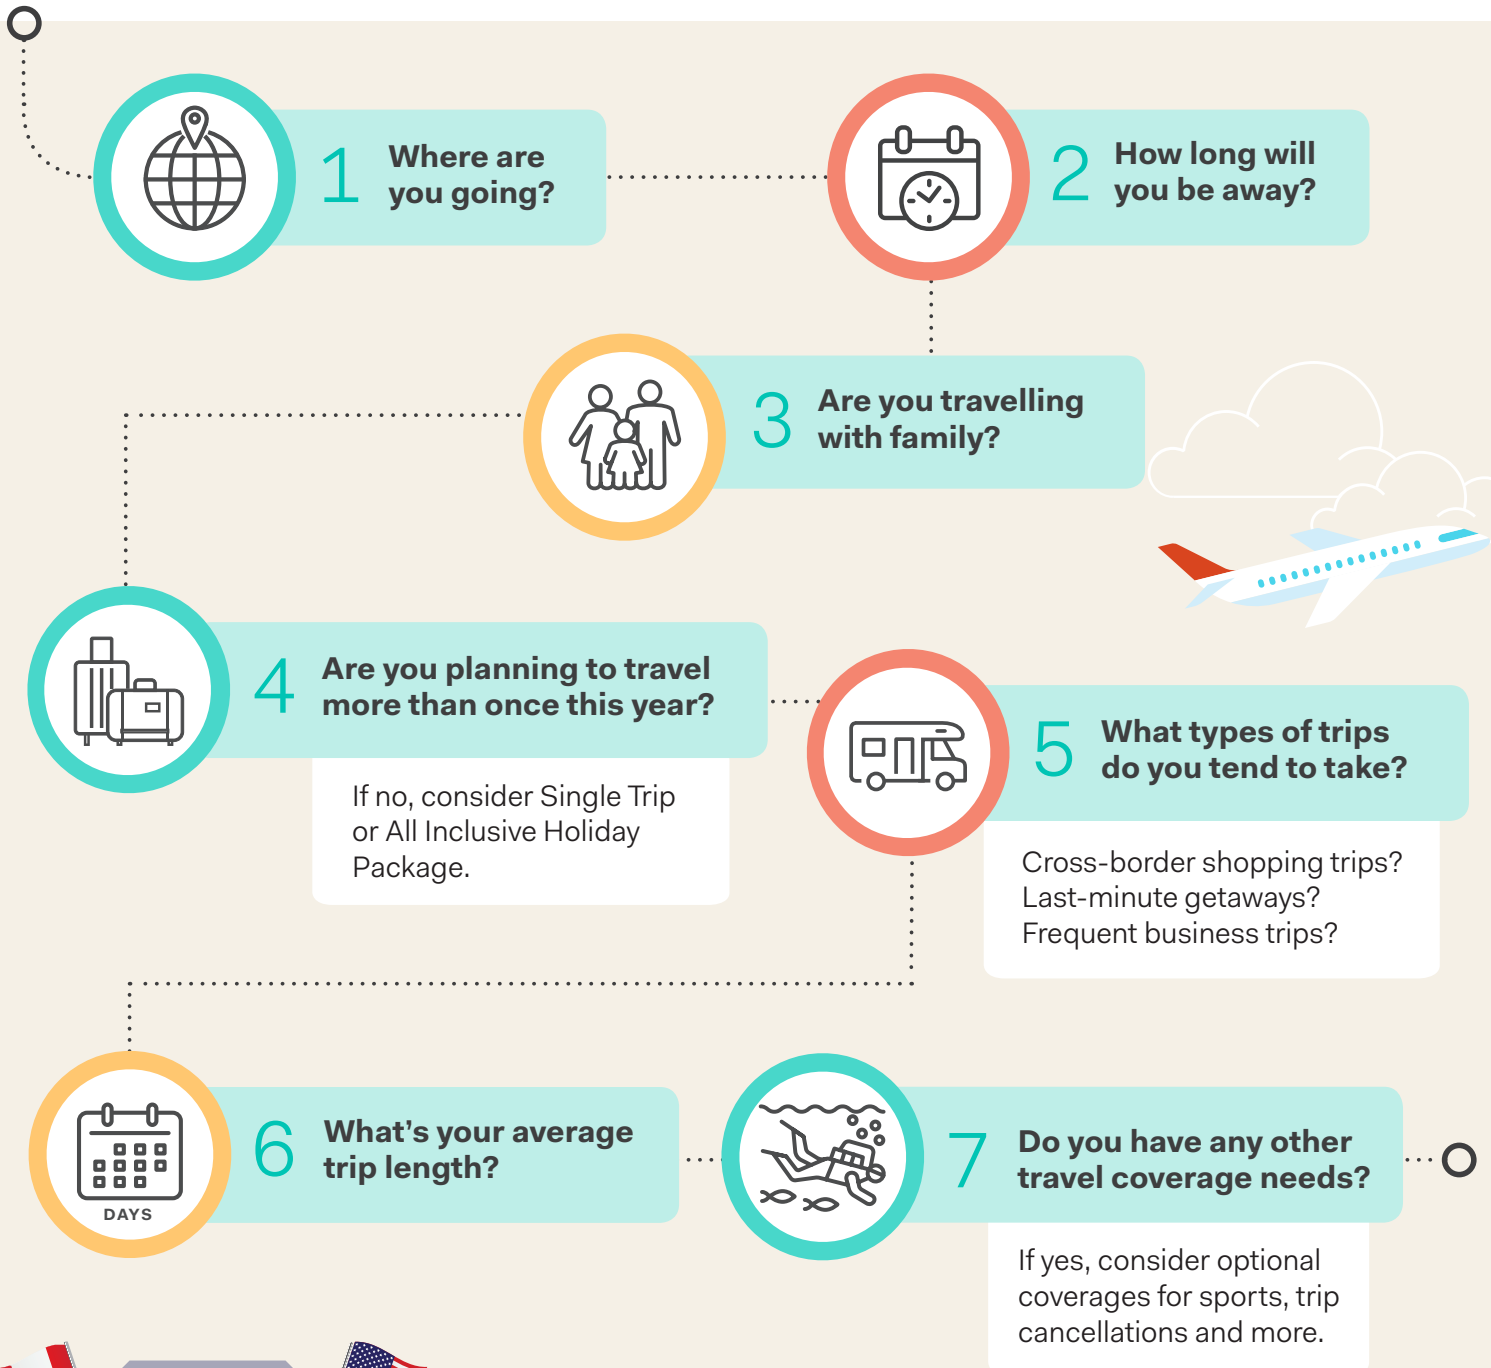 1
Where are
you going?
2
How long will
you be away?
3
Are you travelling
with family?
4
Are you planning to travel
more than once this year?
If no, consider Single Trip
or All Inclusive Holiday
Package.
5
What types of trips
do you tend to take?
Cross-border shopping trips?
Last-minute getaways?
Frequent business trips?
DAYS
6
What's your average
trip length?
7
Do you have any other
travel coverage needs?
If yes, consider optional
coverages for sports, trip
cancellations and more.